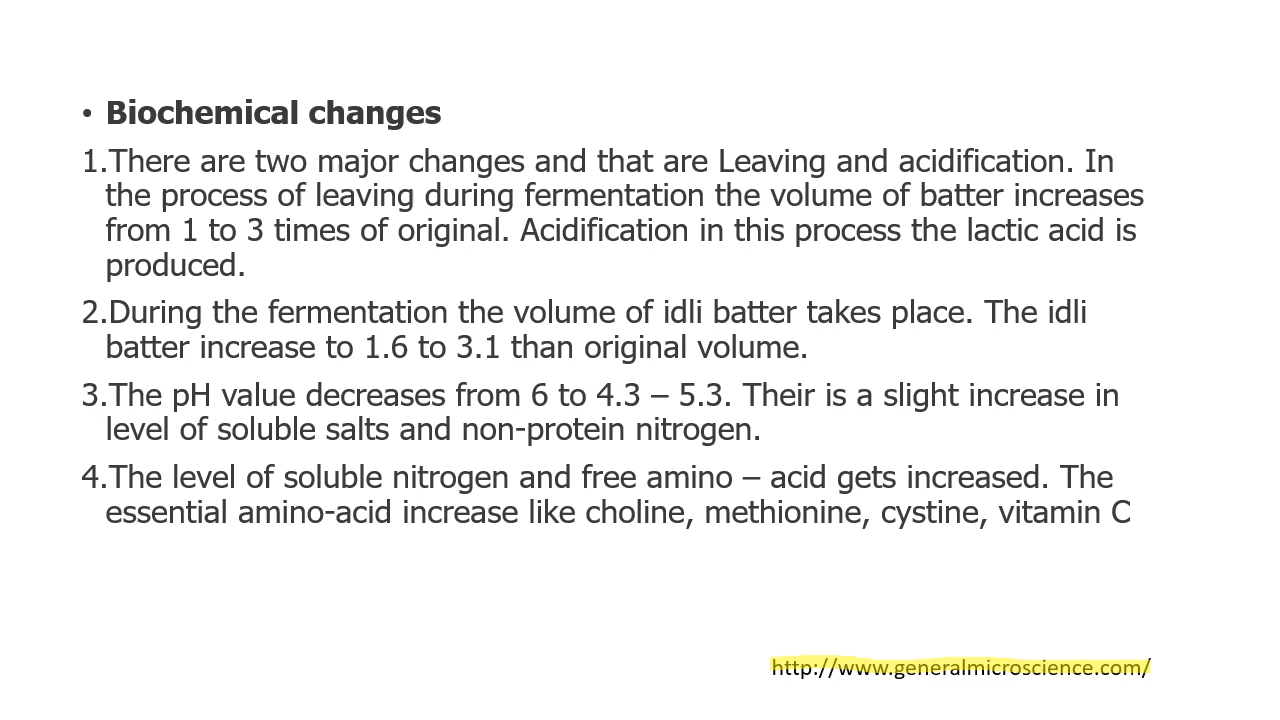 • Biochemical changes
1.There are two major changes and that are Leaving and acidification. In
the process of leaving during fermentation the volume of batter increases
from 1 to 3 times of original. Acidification in this process the lactic acid is
produced.
2.During the fermentation the volume of idli batter takes place. The idli
batter increase to 1.6 to 3.1 than original volume.
3.The pH value decreases from 6 to 4.3 – 5.3. Their is a slight increase in
level of soluble salts and non-protein nitrogen.
4.The level of soluble nitrogen and free amino – acid gets increased. The
essential amino-acid increase like choline, methionine, cystine, vitamin C
http://www.generalmicroscience.com/